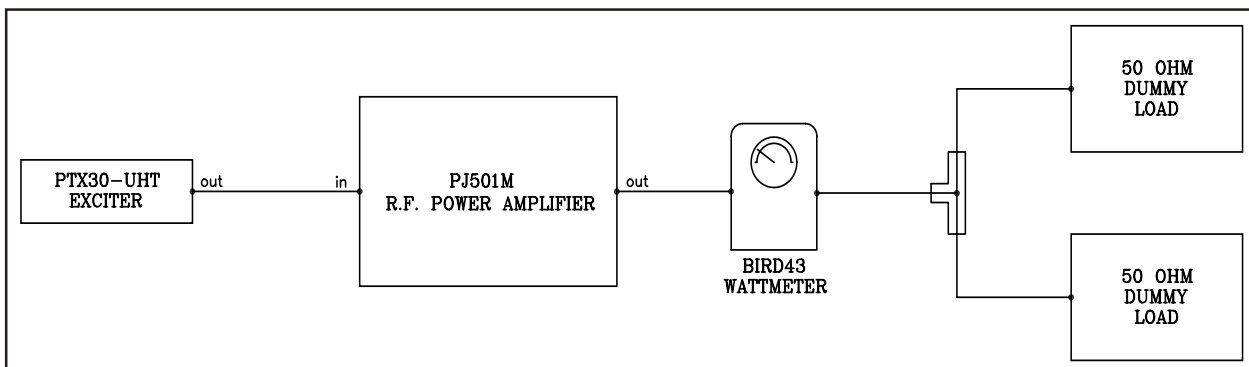 PTX30-UHT
EXCITER
out
in
PJ501M
R.F. POWER AMPLIFIER
out
BIRD43
WATTMETER
50 OHM
DUMMY
LOAD
50 OHM
DUMMY
LOAD